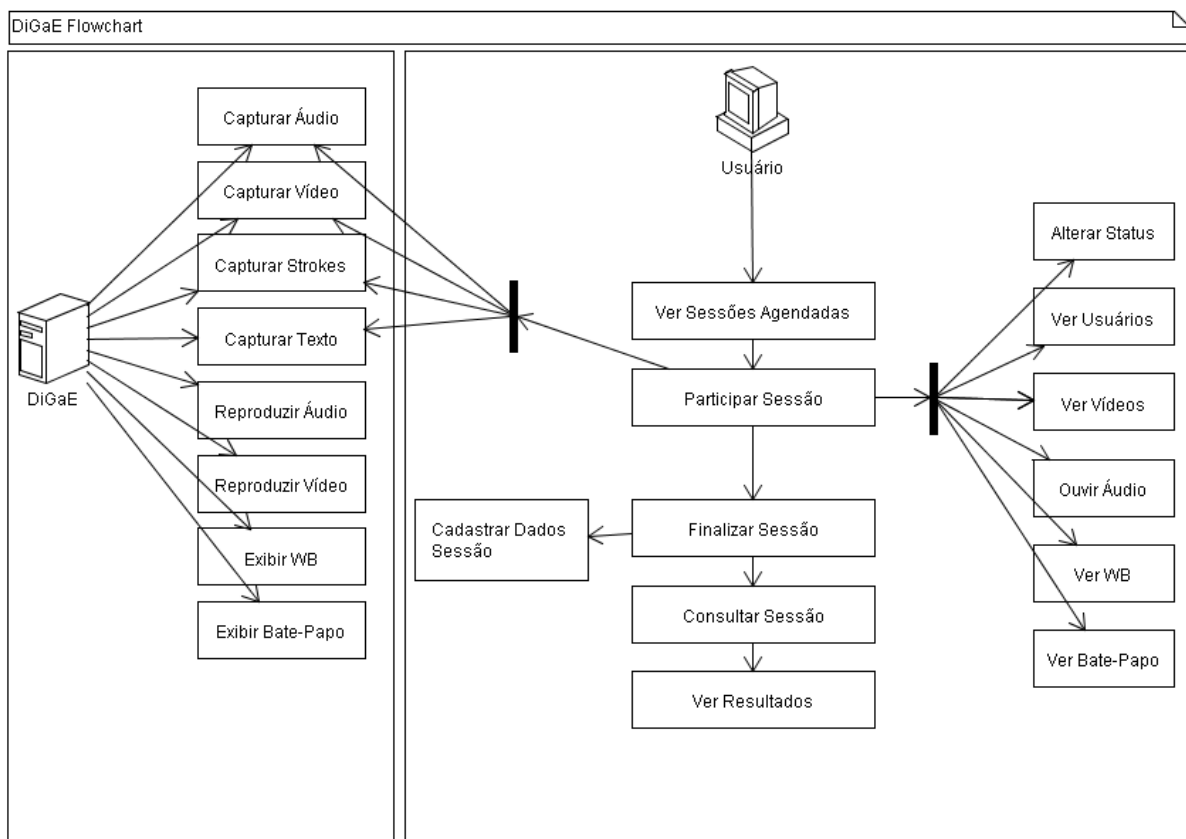 DiGaE Flowchart
Capturar Áudio
Capturar Vídeo
Capturar Strokes
Capturar Texto
DiGaE
Reproduzir Áudio
Reproduzir Vídeo
Exibir WB
Exibir Bate-Papo
Usuário
Ver Sessões Agendadas
Participar Sessão
Finalizar Sessão
Cadastrar Dados
Sessão
Consultar Sessão
Ver Resultados
Alterar Status
Ver Usuários
Ver Vídeos
Ouvir Áudio
Ver WB
Ver Bate-Papo